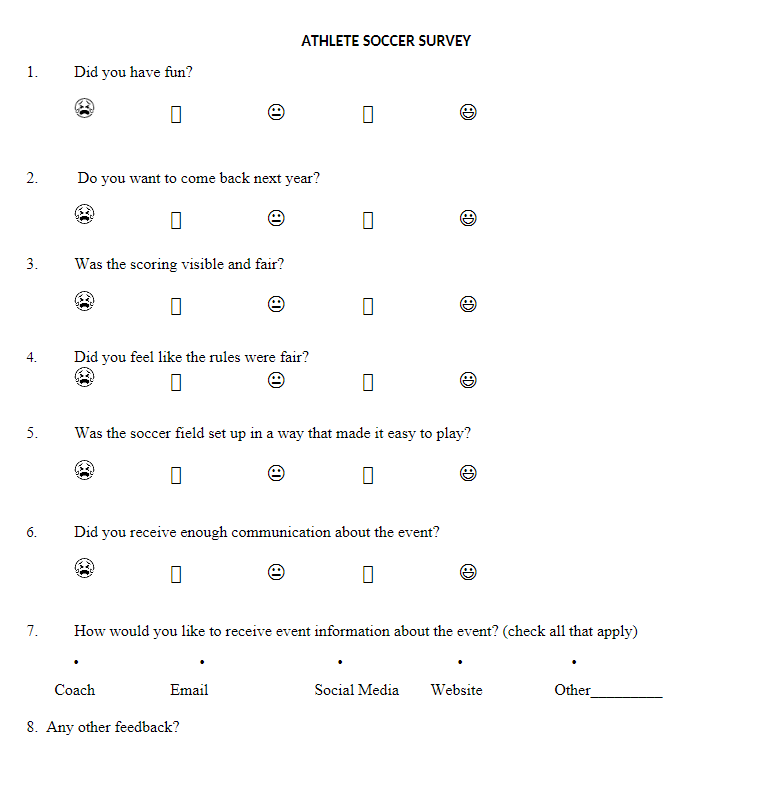 ATHLETE SOCCER SURVEY
1. Did you have fun?
😫 ▯ 😐 ▯ 😃
2. Do you want to come back next year?
😫 ▯ 😐 ▯ 😃
3. Was the scoring visible and fair?
😫 ▯ 😐 ▯ 😃
4. Did you feel like the rules were fair?
😫 ▯ 😐 ▯ 😃
5. Was the soccer field set up in a way that made it easy to play?
😫 ▯ 😐 ▯ 😃
6. Did you receive enough communication about the event?
😫 ▯ 😐 ▯ 😃
7. How would you like to receive event information about the event? (check all that apply)
• • • • •
Coach Email Social Media Website Other_________
8. Any other feedback?